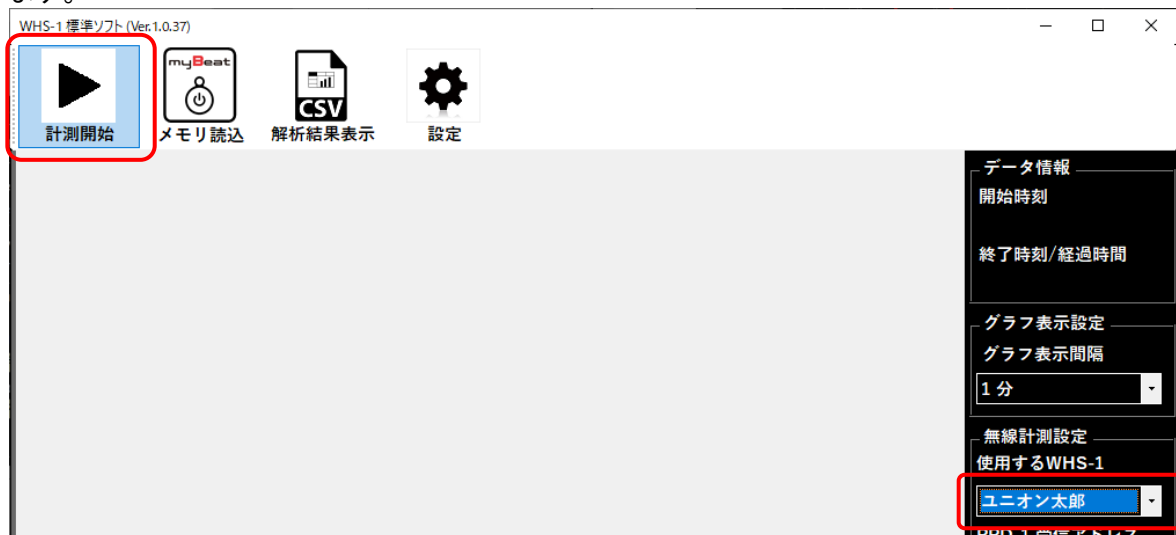 WHS-1 標準ソフト (Ver.1.0.37)
myBeat
CSV
計測開始
メモリ読込
解析結果表示
設定
データ情報
開始時刻
終了時刻/経過時間
グラフ表示設定
グラフ表示間隔
1 分
無線計測設定
使用するWHS-1
ユニオン太郎